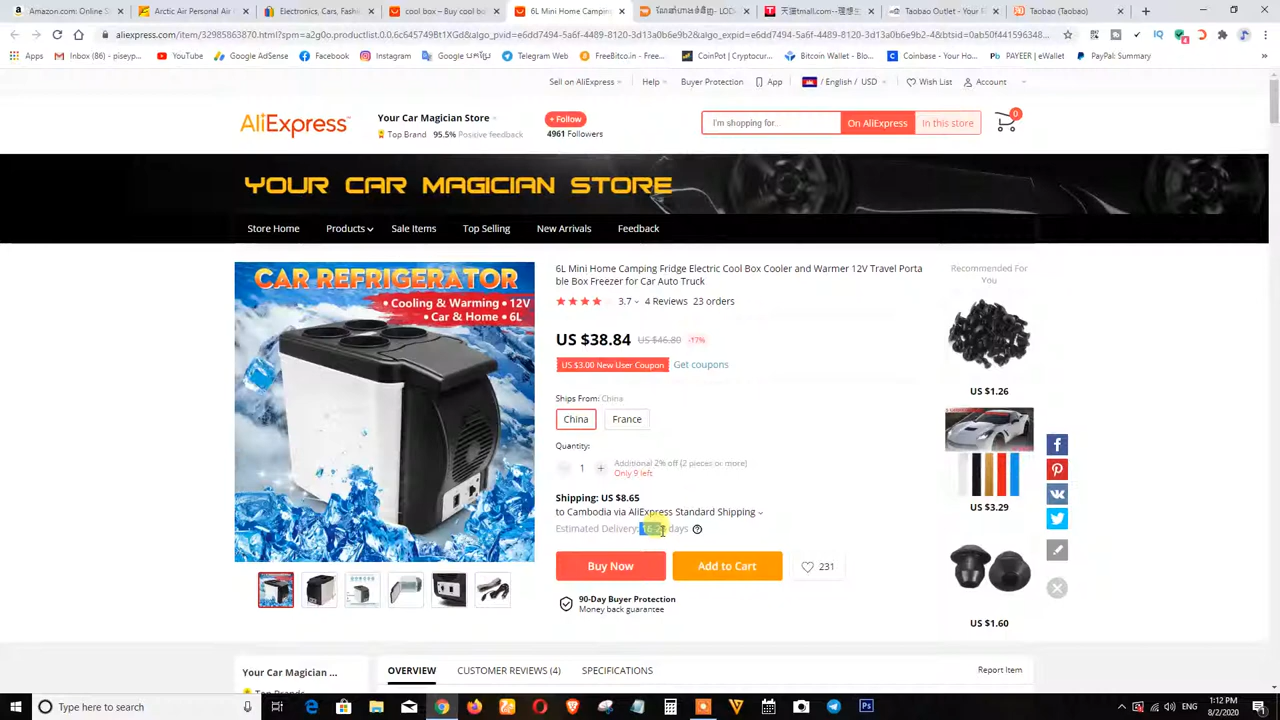 Amazon.com: Online S
Arctic Air Personal Air
Electronics, Cars, Fashio
cool box – Buy cool bo
6L Mini Home Campin
天猫tmall.com--理想生
Taobao Outlet - Your
Taobao (Taobao)
aliexpress.com/item/32985863870.html?spm=a2g0o.productlist.0.0.6c6457498t1XGd&algo_pvid=e6dd7494-5a6f-4489-8120-3d13e6b6e9b2&algo_expid=e6dd7494-5a6f-4489-8120-3d13e6b6e9b2-4&btsid=0ab50f441596348...
Apps
Inbox (86) – piseyp...
YouTube
Google AdSense
Facebook
Instagram
Google
Telegram Web
FreeBitco.in - Free...
CoinPot | Cryptocur...
Bitcoin Wallet - Blo...
Coinbase - Your Ho...
PAYEER | eWallet
PayPal: Summary
Sell on AliExpress
Help
Buyer Protection
App
/ English / USD
Wish List
Account
AliExpress
Your Car Magician Store
Top Brand 95.5% Positive feedback
+ Follow
4961 Followers
I'm shopping for..
On AliExpress
In this store
0
YOUR CAR MAGICIAN STORE
Store Home
Products
Sale Items
Top Selling
New Arrivals
Feedback
CAR REFRIGERATOR
• Cooling & Warming • 12V
• Car & Home • 6L
6L Mini Home Camping Fridge Electric Cool Box Cooler and Warmer 12V Travel Porta
ble Box Freezer for Car Auto Truck
3.7
4 Reviews
23 orders
US $38.84
US $46.80
-17%
US $3.00 New User Coupon
Get coupons
Ships From: China
China
France
Quantity:
1
Additional 2% off (2 pieces or more)
Only 9 left
Shipping: US $8.65
to Cambodia via AliExpress Standard Shipping
Estimated Delivery: days
Buy Now
Add to Cart
231
90-Day Buyer Protection
Money back guarantee
Recommended For
You
US $1.26
US $3.29
US $1.60
Your Car Magician ...
Top Brands
OVERVIEW
CUSTOMER REVIEWS (4)
SPECIFICATIONS
Report Item
Type here to search
1:12 PM
8/2/2020